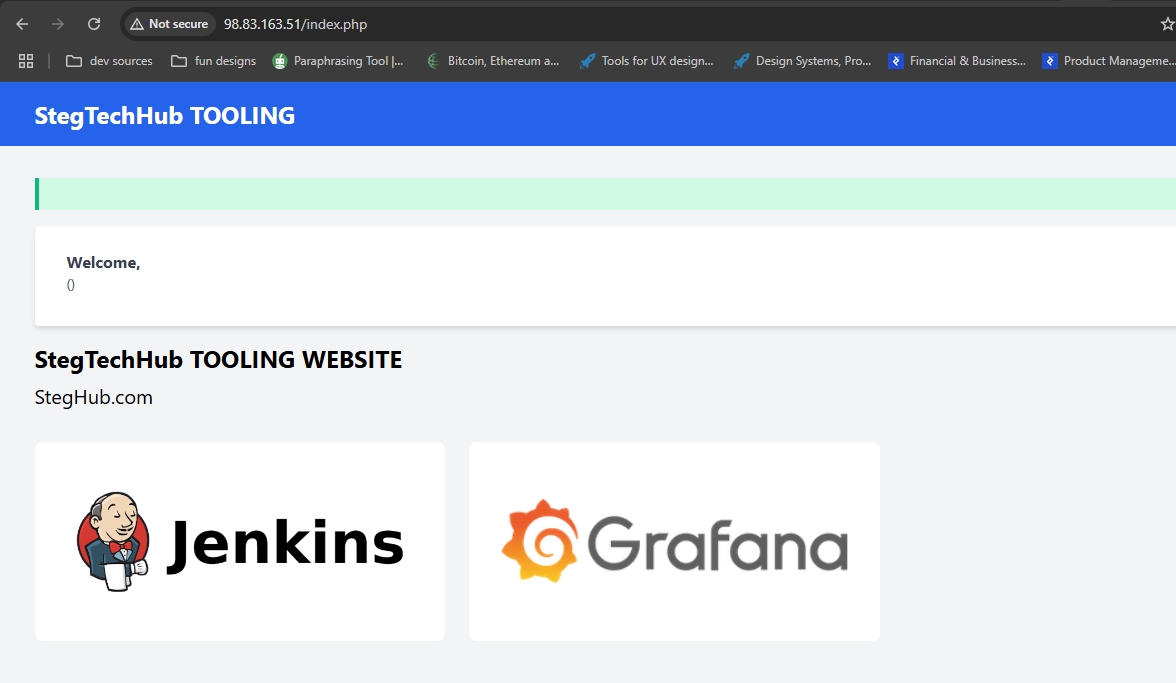 Not secure 98.83.163.51/index.php
dev sources fun designs Paraphrasing Tool |... Bitcoin, Ethereum a... Tools for UX design... Design Systems, Pro... Financial & Business... Product Manageme...
StegTechHub TOOLING
Welcome,
()
StegTechHub TOOLING WEBSITE
StegHub.com
Jenkins Grafana